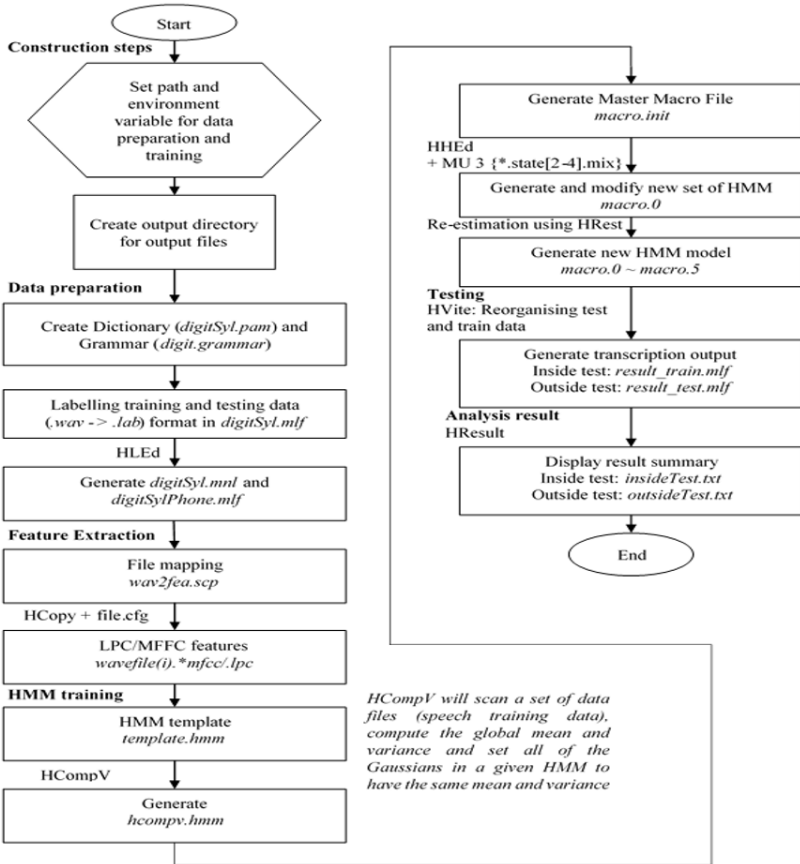 Start
Construction steps
Set path and
environment
variable for data
preparation and
training
Create output directory
for output files
Data preparation
Create Dictionary (digitSyl.pam) and
Grammar (digit.grammar)
Labelling training and testing data
(.wav -> .lab) format in digitSyl.mlf
HLEd
Generate digitSyl.mnl and
digitSylPhone.mlf
Feature Extraction
File mapping
wav2fea.scp
HCopy + file.cfg
LPC/MFFC features
wavefile(i).*mfcc/.lpc
HMM training
HMM template
template.hmm
HCompV
Generate
hcompv.hmm
HCompV will scan a set of data
files (speech training data),
compute the global mean and
variance and set all of the
Gaussians in a given HMM to
have the same mean and variance
Generate Master Macro File
macro.init
HHEd
+ MU 3 {*.state[2-4].mix}
Generate and modify new set of HMM
macro.0
Re-estimation using HRest
Generate new HMM model
macro.0 ~ macro.5
Testing
HVite: Reorganising test
and train data
Generate transcription output
Inside test: result_train.mlf
Outside test: result_test.mlf
Analysis result
HResult
Display result summary
Inside test: insideTest.txt
Outside test: outsideTest.txt
End